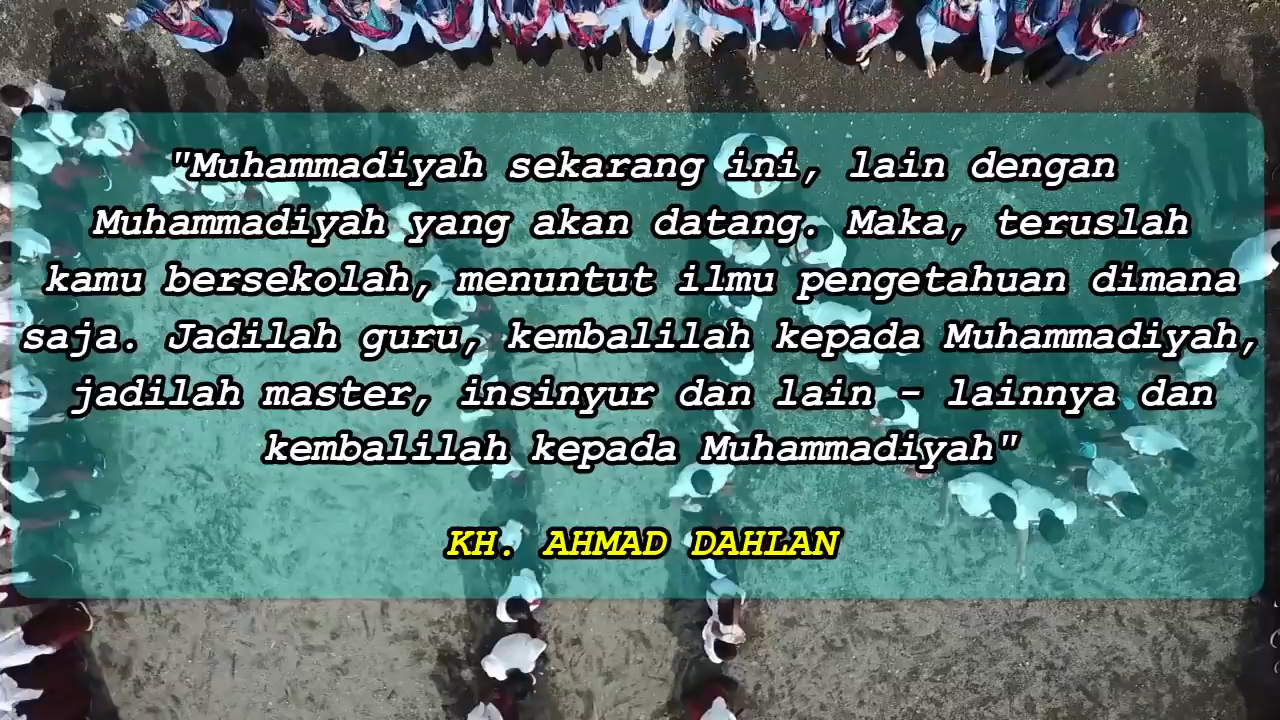 "Muhammadiyah sekarang ini, lain dengan
Muhammadiyah yang akan datang. Maka, teruslah
kamu bersekolah, menuntut ilmu pengetahuan dimana
saja. Jadilah guru, kembalilah kepada Muhammadiyah,
jadilah master, insinyur dan lain - lainnya dan
kembalilah kepada Muhammadiyah"
KH. AHMAD DAHLAN